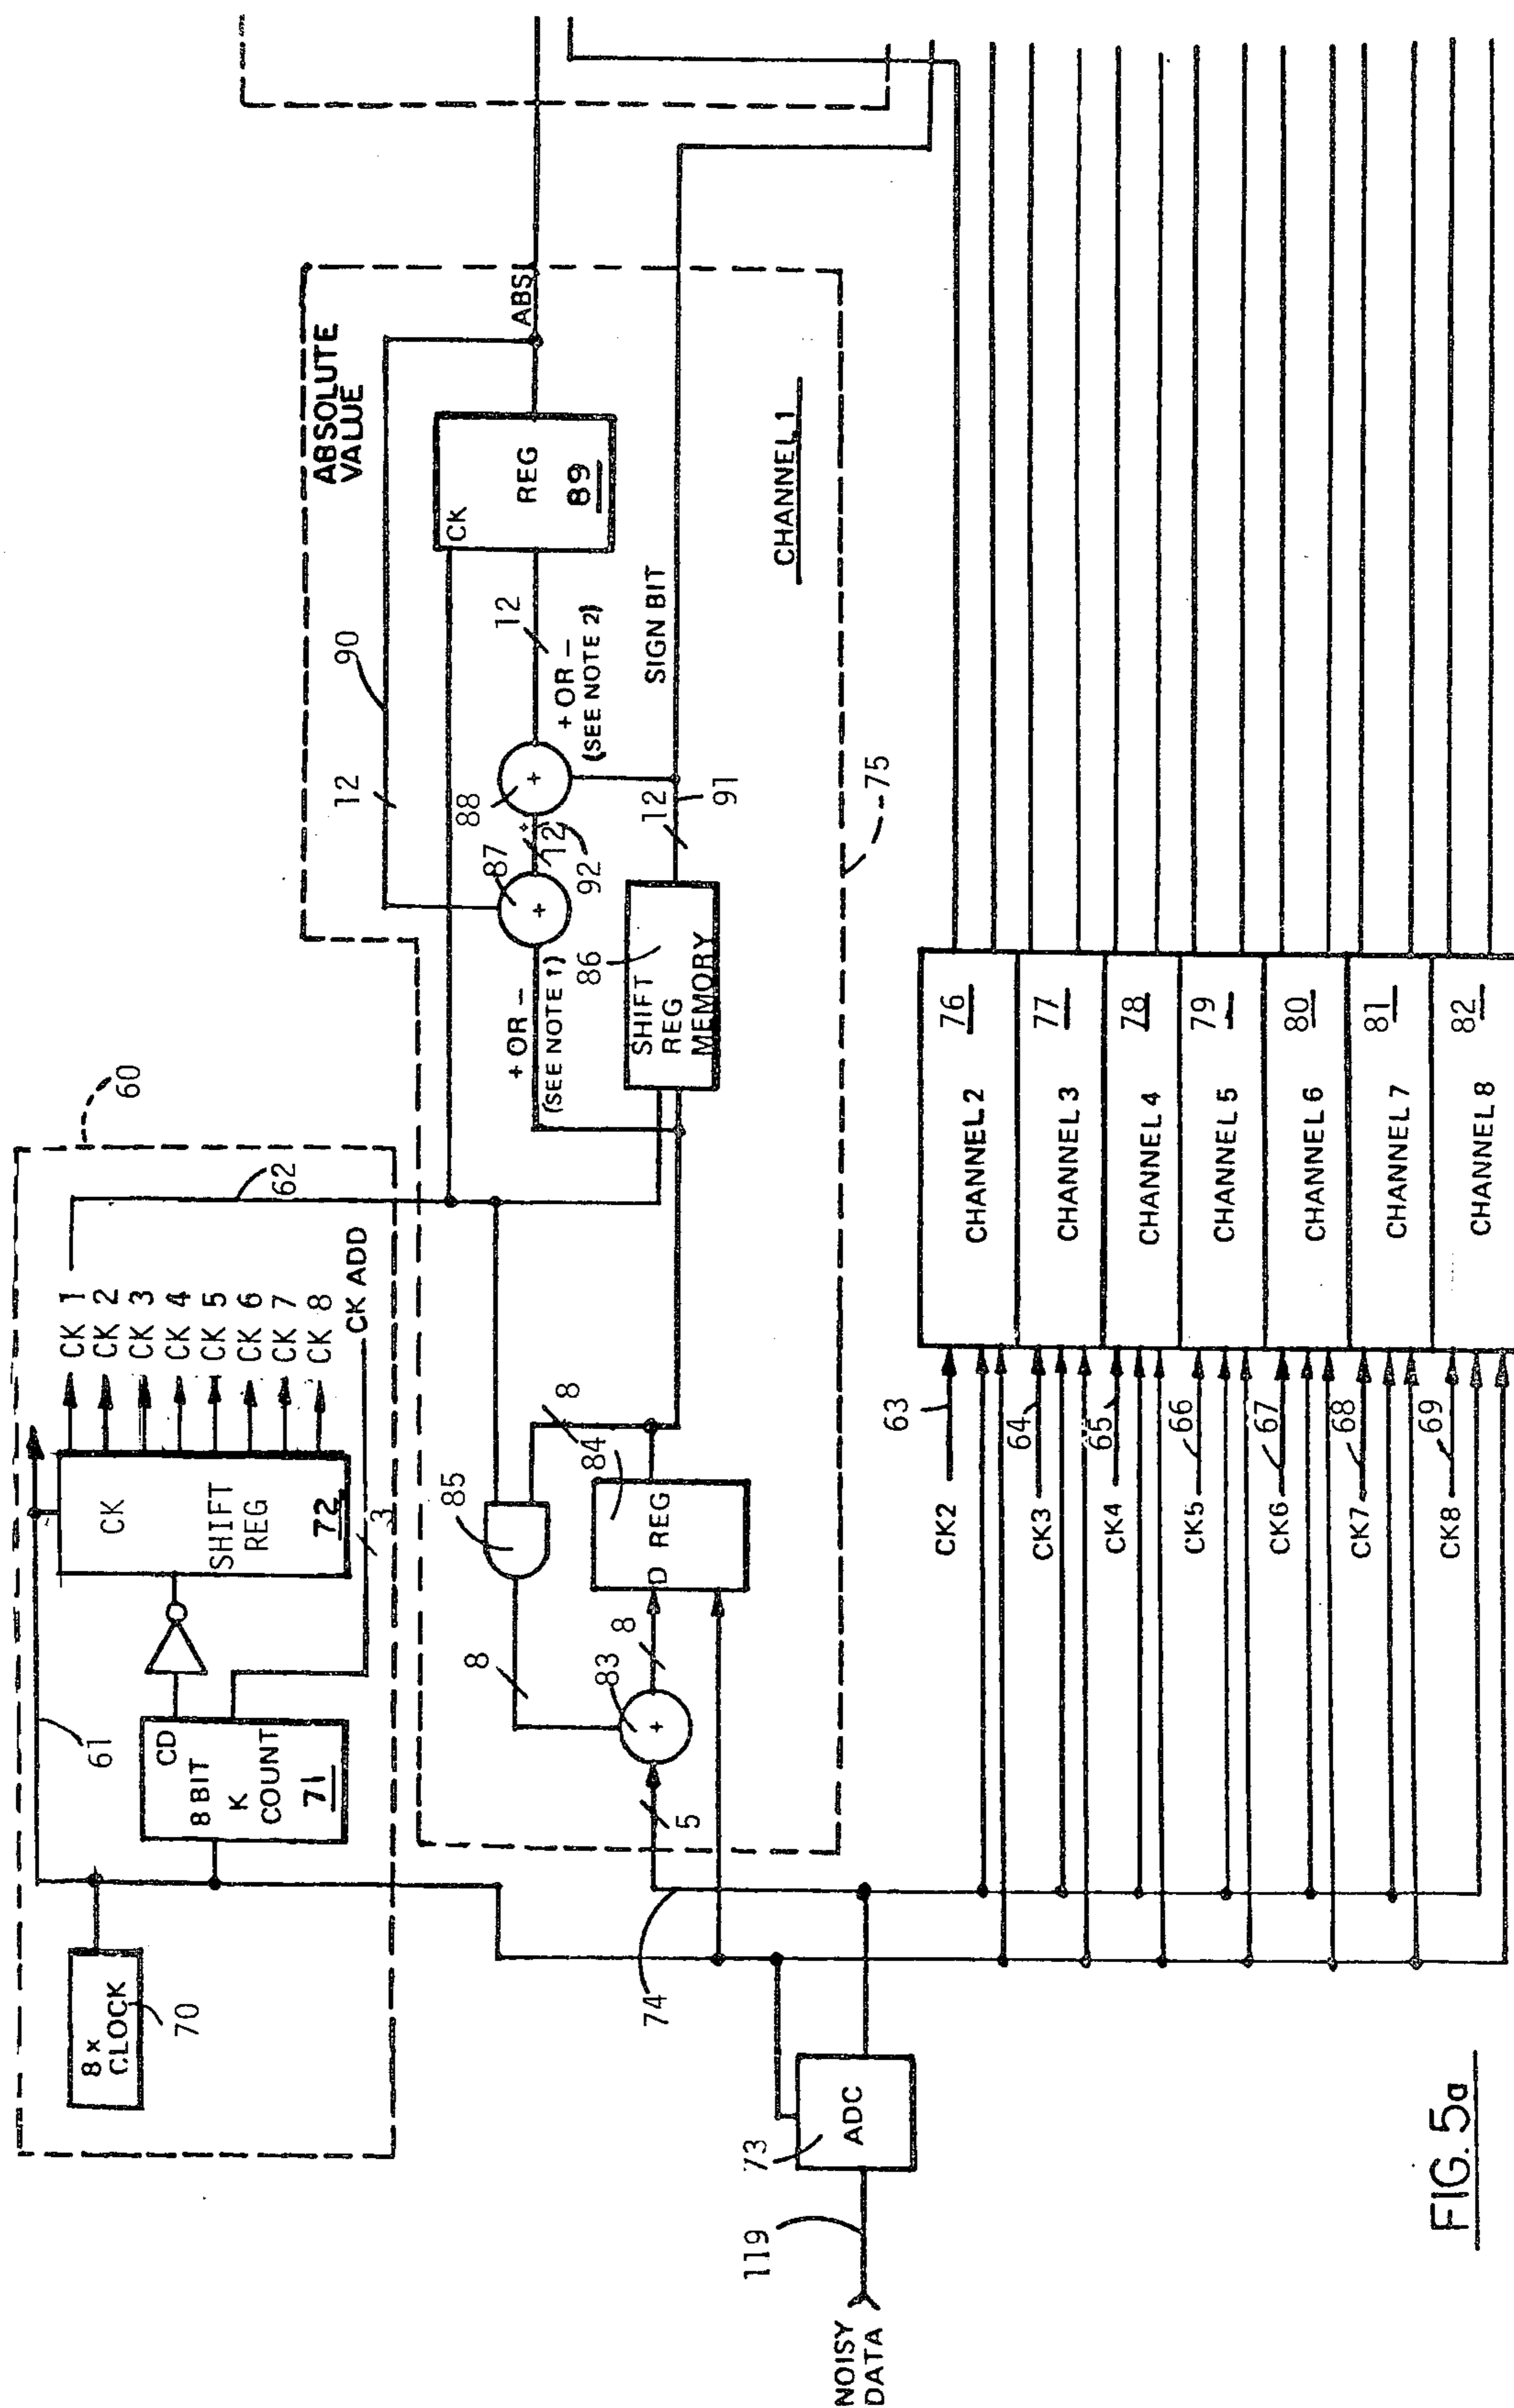 60
8 x
CLOCK
70
61
CD
8 BIT
K
COUNT
71
CK
SHIFT
REG
72
CK 1
CK 2
CK 3
CK 4
CK 5
CK 6
CK 7
CK 8
CK ADD
3
62
ABSOLUTE
VALUE
90
12
85
8
8
83
5
8
84
D REG
+ OR –
(SEE NOTE 1)
87
12
92
88
+
+
+
+ OR –
(SEE NOTE 2)
12
CK
REG
89
ABS
86
SHIFT
REG
MEMORY
12
91
SIGN BIT
CHANNEL 1
75
74
NOISY
DATA
119
73
ADC
CK2
63
CHANNEL 2
76
CK3
64
CHANNEL 3
77
CK4
65
CHANNEL 4
78
CK5
66
CHANNEL 5
79
CK6
67
CHANNEL 6
80
CK7
68
CHANNEL 7
81
CK8
69
CHANNEL 8
82
FIG. 5a